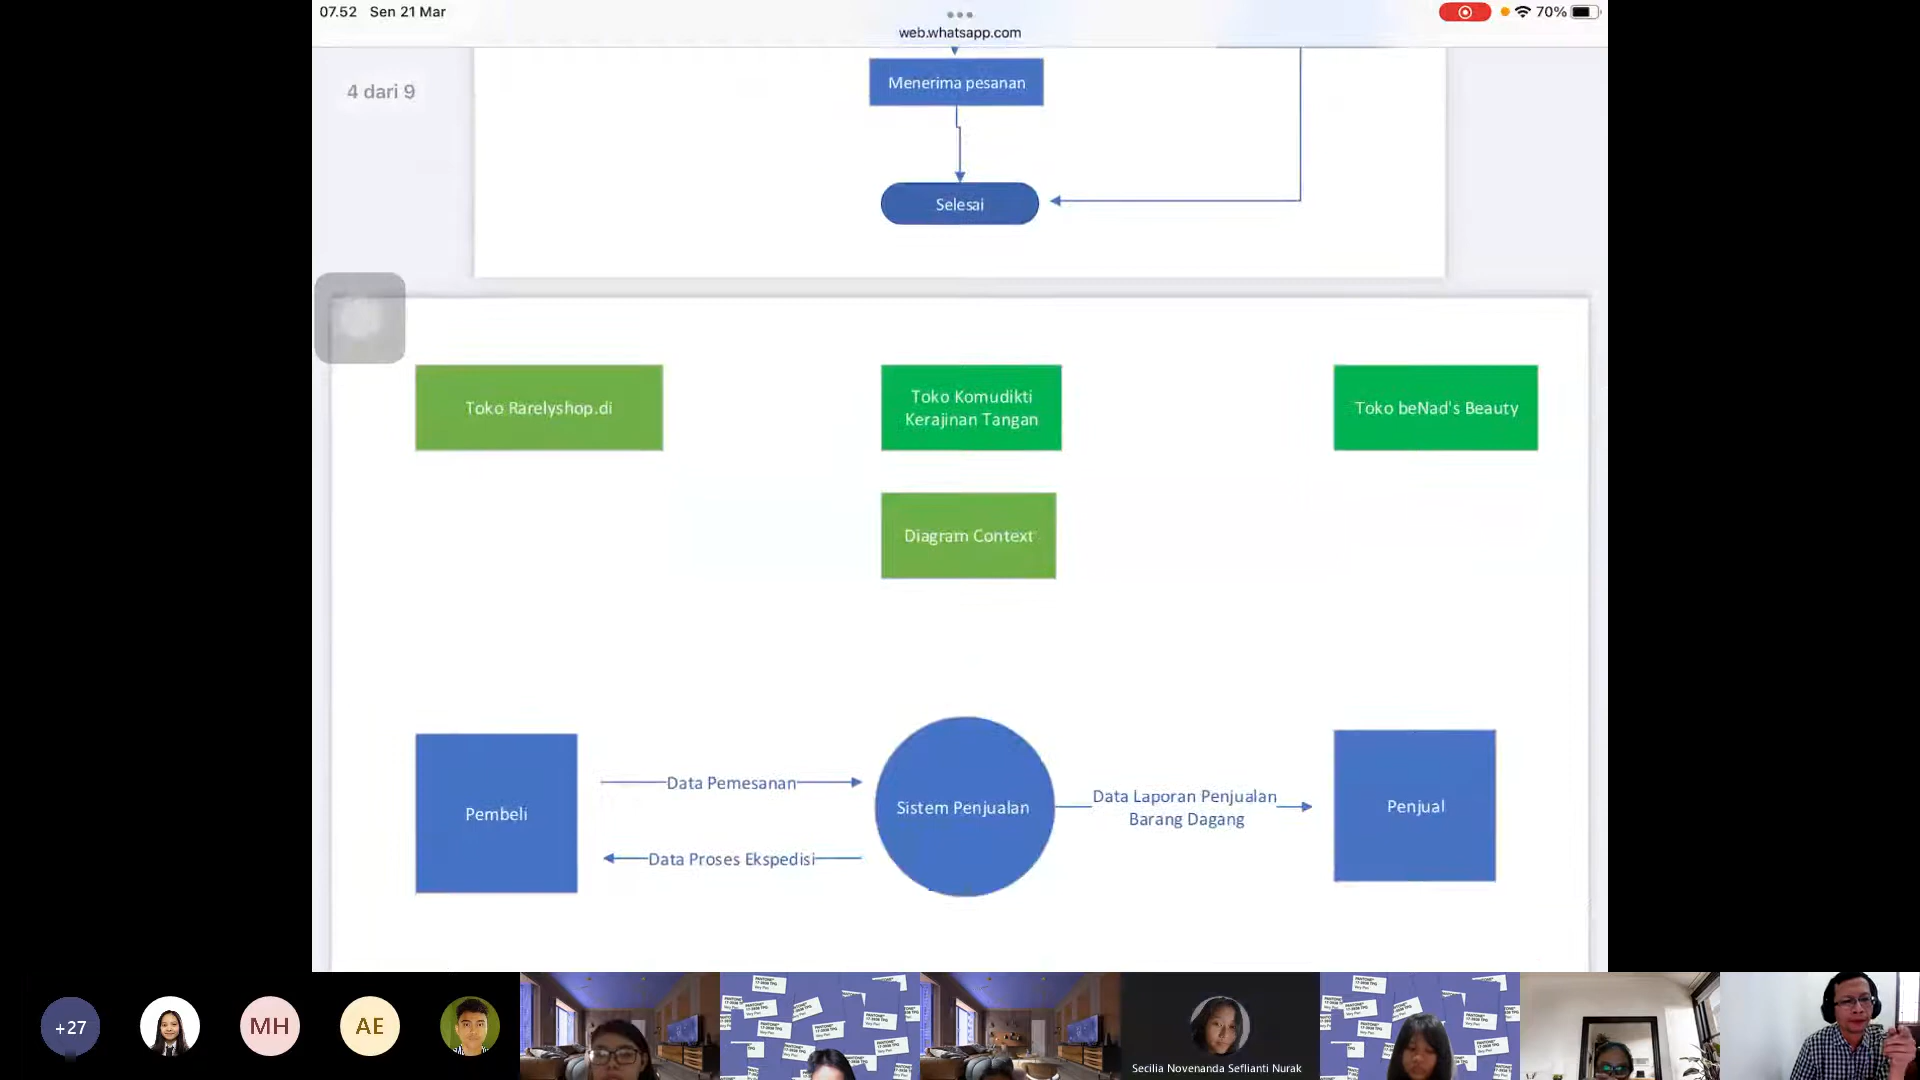 07.52 Sen 21 Mar
70%
web.whatsapp.com
4 dari 9
Menerima pesanan
Selesai
Toko Rarelyshop.di
Toko Komudikti
Kerajinan Tangan
Toko beNad's Beauty
Diagram Context
Pembeli
Data Pemesanan
Data Proses Ekspedisi
Sistem Penjualan
Data Laporan Penjualan
Barang Dagang
Penjual
+27
MH
AE
Secilia Novenanda Seflianti Nurak